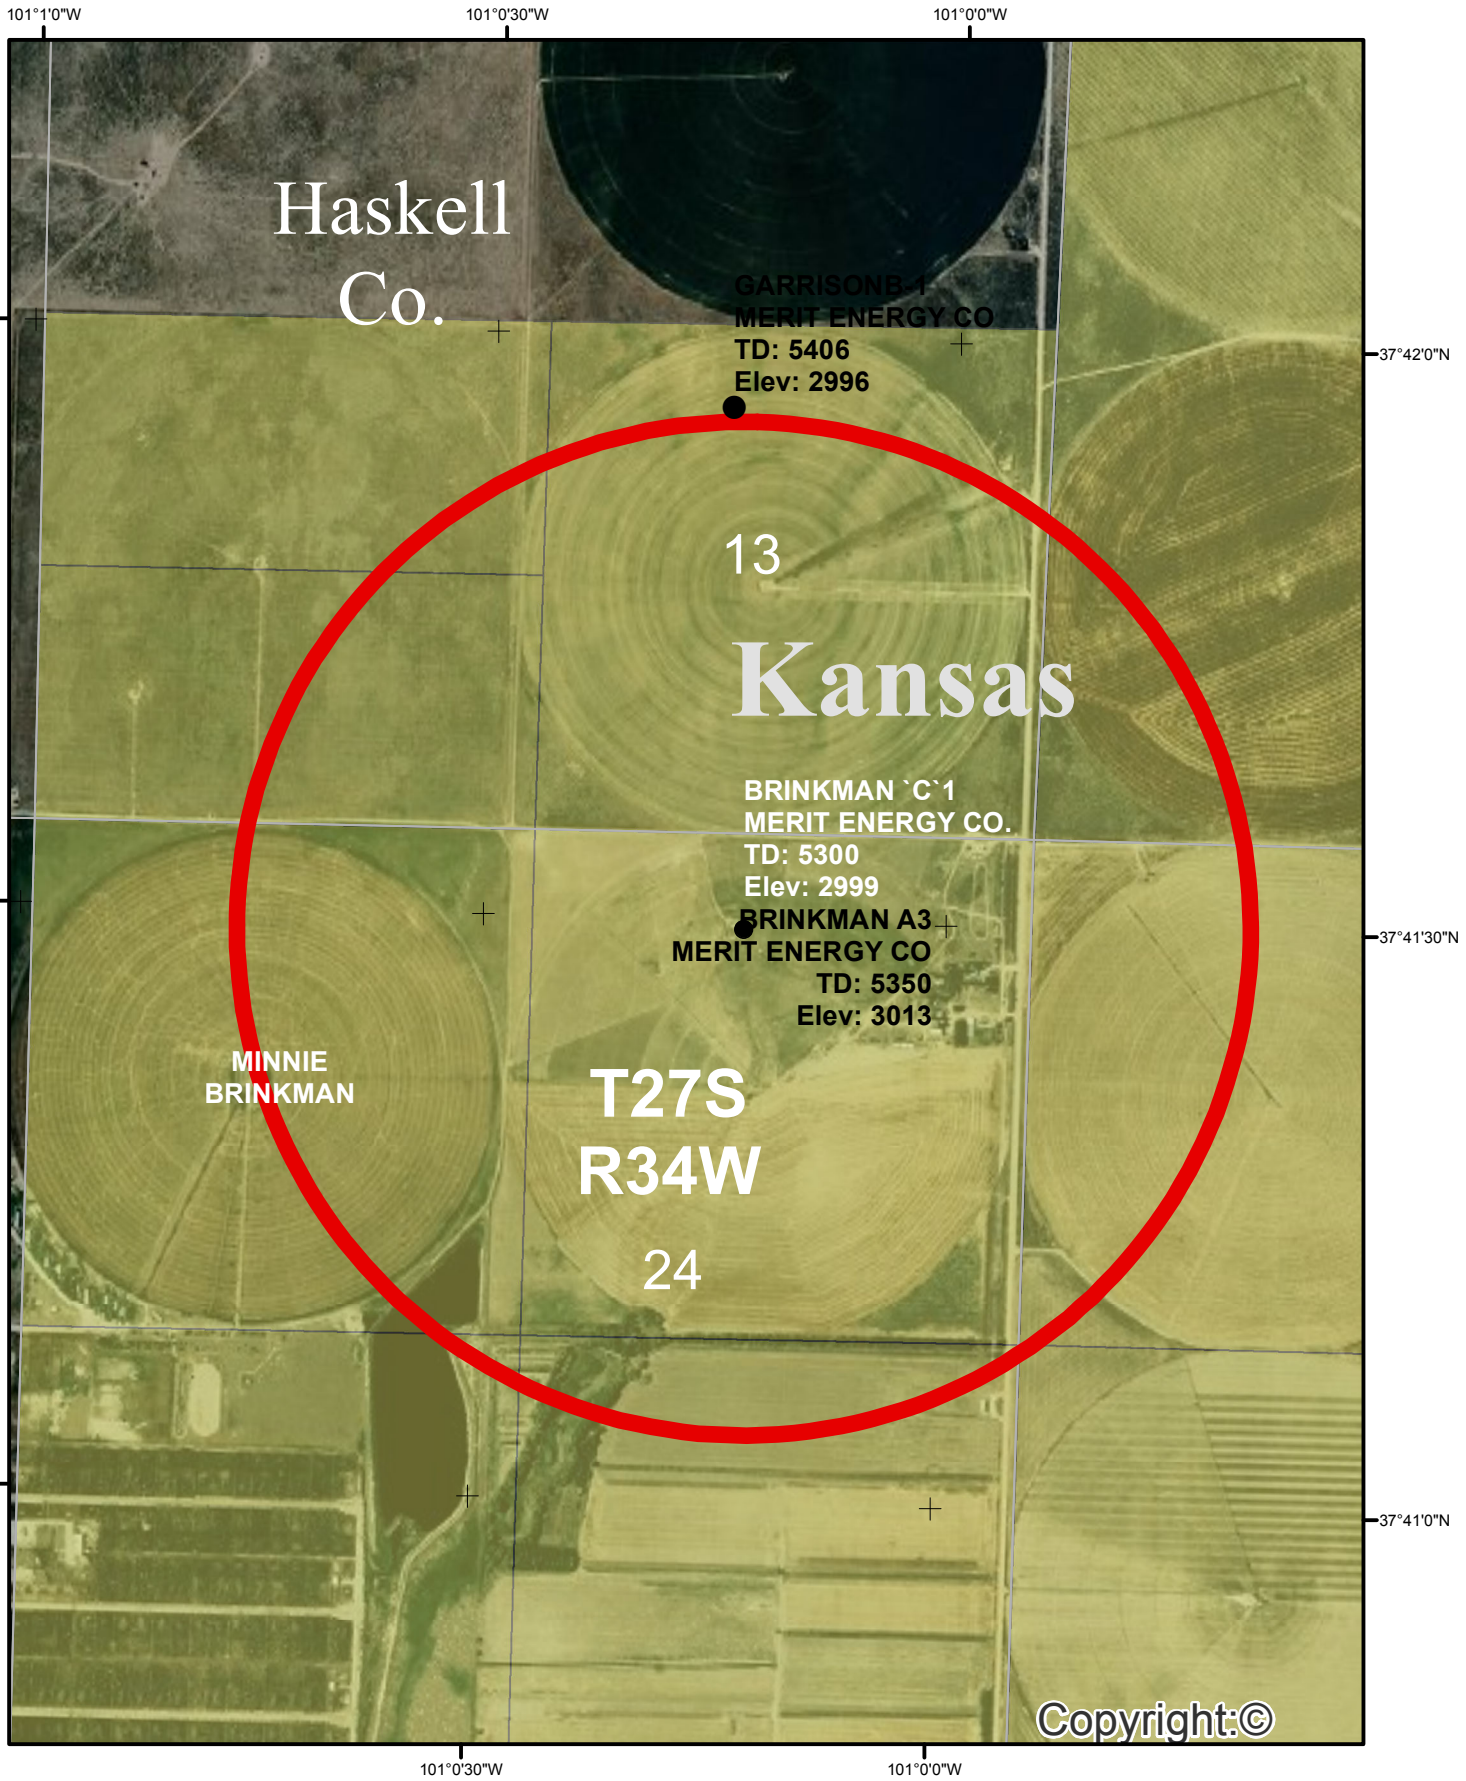 101°1'0"W
101°0'30"W
101°0'0"W
Haskell
Co.
GARRISONB-1
MERIT ENERGY CO
TD: 5406
Elev: 2996
37°42'0"N
13
Kansas
BRINKMAN `C`1
MERIT ENERGY CO.
TD: 5300
Elev: 2999
BRINKMAN A3
MERIT ENERGY CO
TD: 5350
Elev: 3013
37°41'30"N
MINNIE
BRINKMAN
T27S
R34W
24
37°41'0"N
Copyright:©
101°0'30"W
101°0'0"W